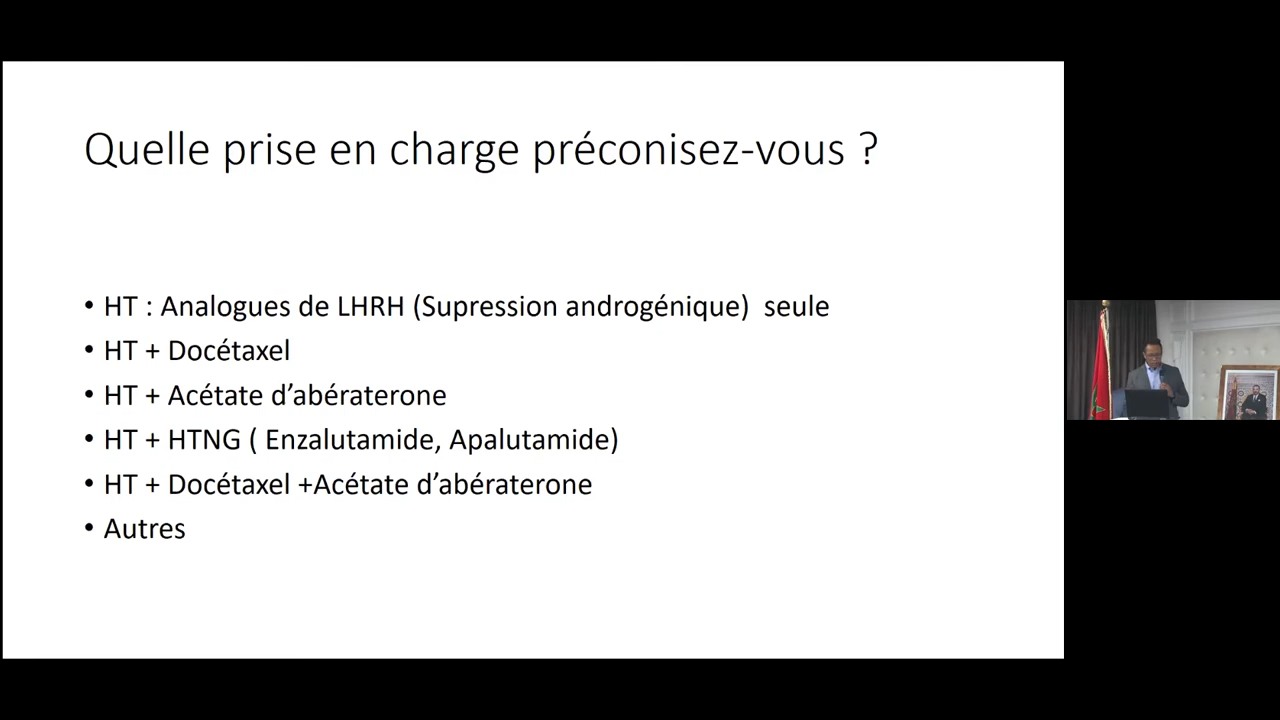 Quelle prise en charge préconisez-vous ?
• HT : Analogues de LHRH (Supression androgénique) seule
• HT + Docétaxel
• HT + Acétate d’abératerone
• HT + HTNG ( Enzalutamide, Apalutamide)
• HT + Docétaxel +Acétate d’abératerone
• Autres